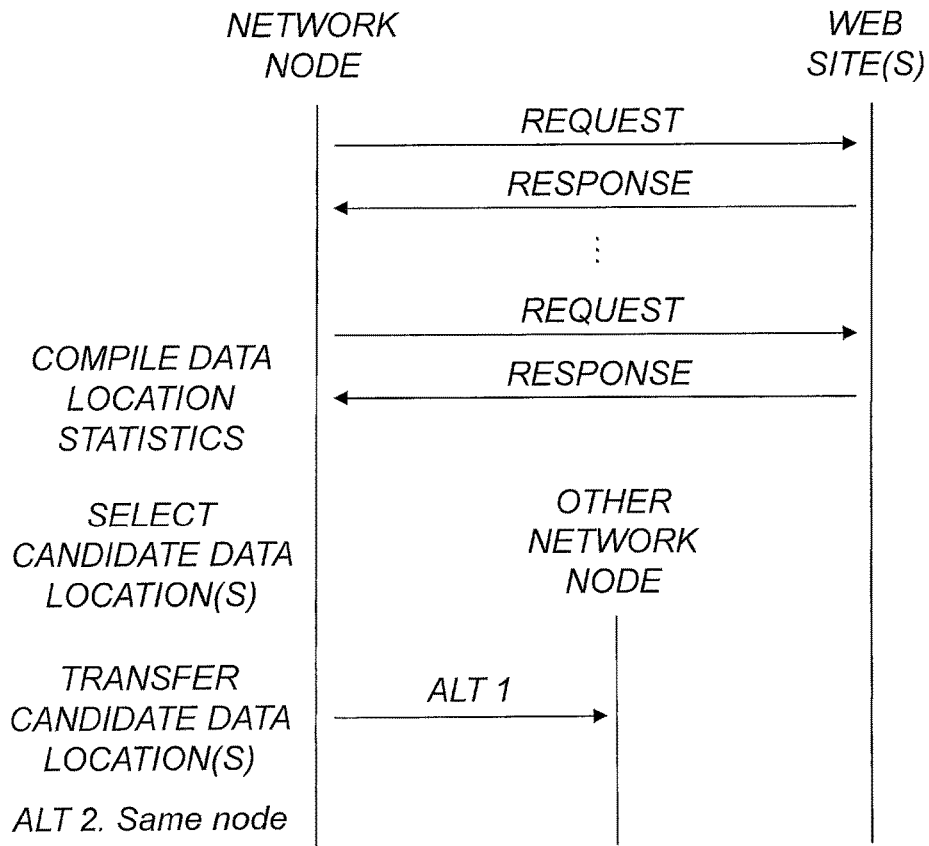 NETWORK
NODE
WEB
SITE(S)
REQUEST
RESPONSE
REQUEST
RESPONSE
COMPILE DATA
LOCATION
STATISTICS
SELECT
CANDIDATE DATA
LOCATION(S)
OTHER
NETWORK
NODE
TRANSFER
CANDIDATE DATA
LOCATION(S)
ALT 1
ALT 2. Same node